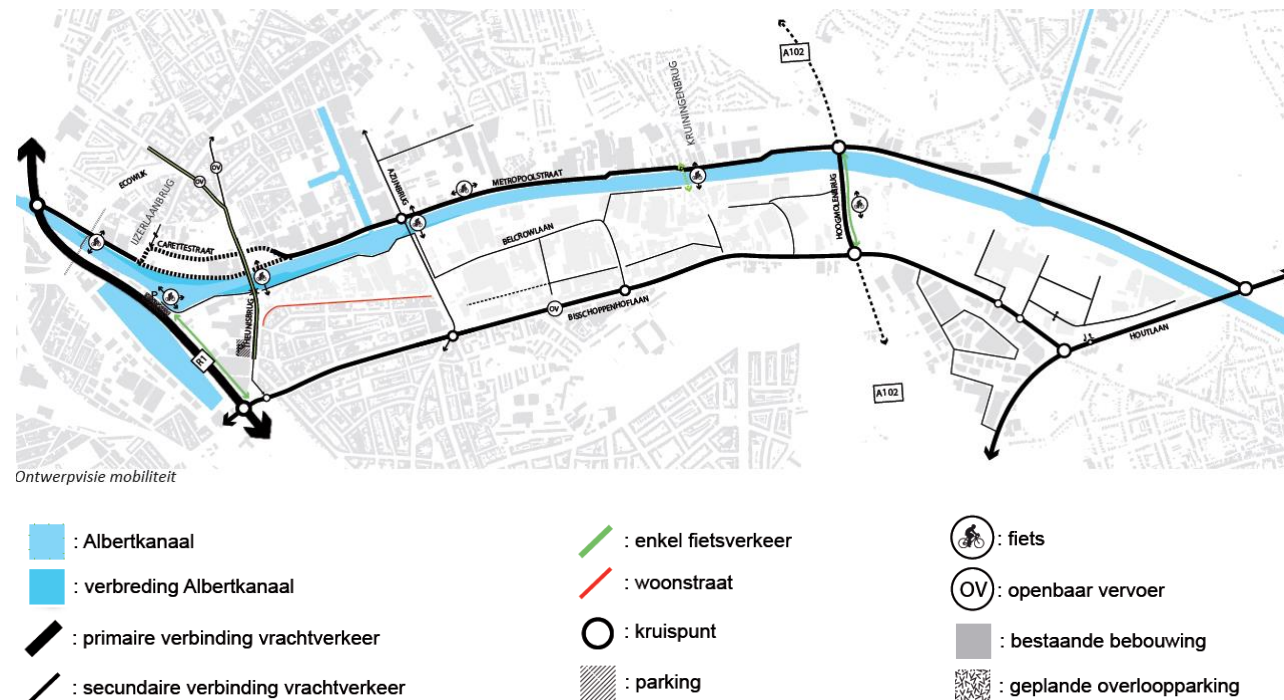 A102
KRUININGENBRUG
ECOWIJK
IJZERLAANBRUG
OV
OV
AZIJNBRUG
METROPOOLSTRAAT
CARETTESTRAAT
BELCROWLAAN
HOOGMOLENBRUG
P
THEUNISBRUG
OV
BISSCHOPPENHOFLAAN
HOUTLAAN
R1
A102
Ontwerpvisie mobiliteit
: Albertkanaal
: verbreding Albertkanaal
: primaire verbinding vrachtverkeer
: secundaire verbinding vrachtverkeer
: enkel fietsverkeer
: woonstraat
: kruispunt
: parking
: fiets
OV : openbaar vervoer
: bestaande bebouwing
: geplande overloopparking